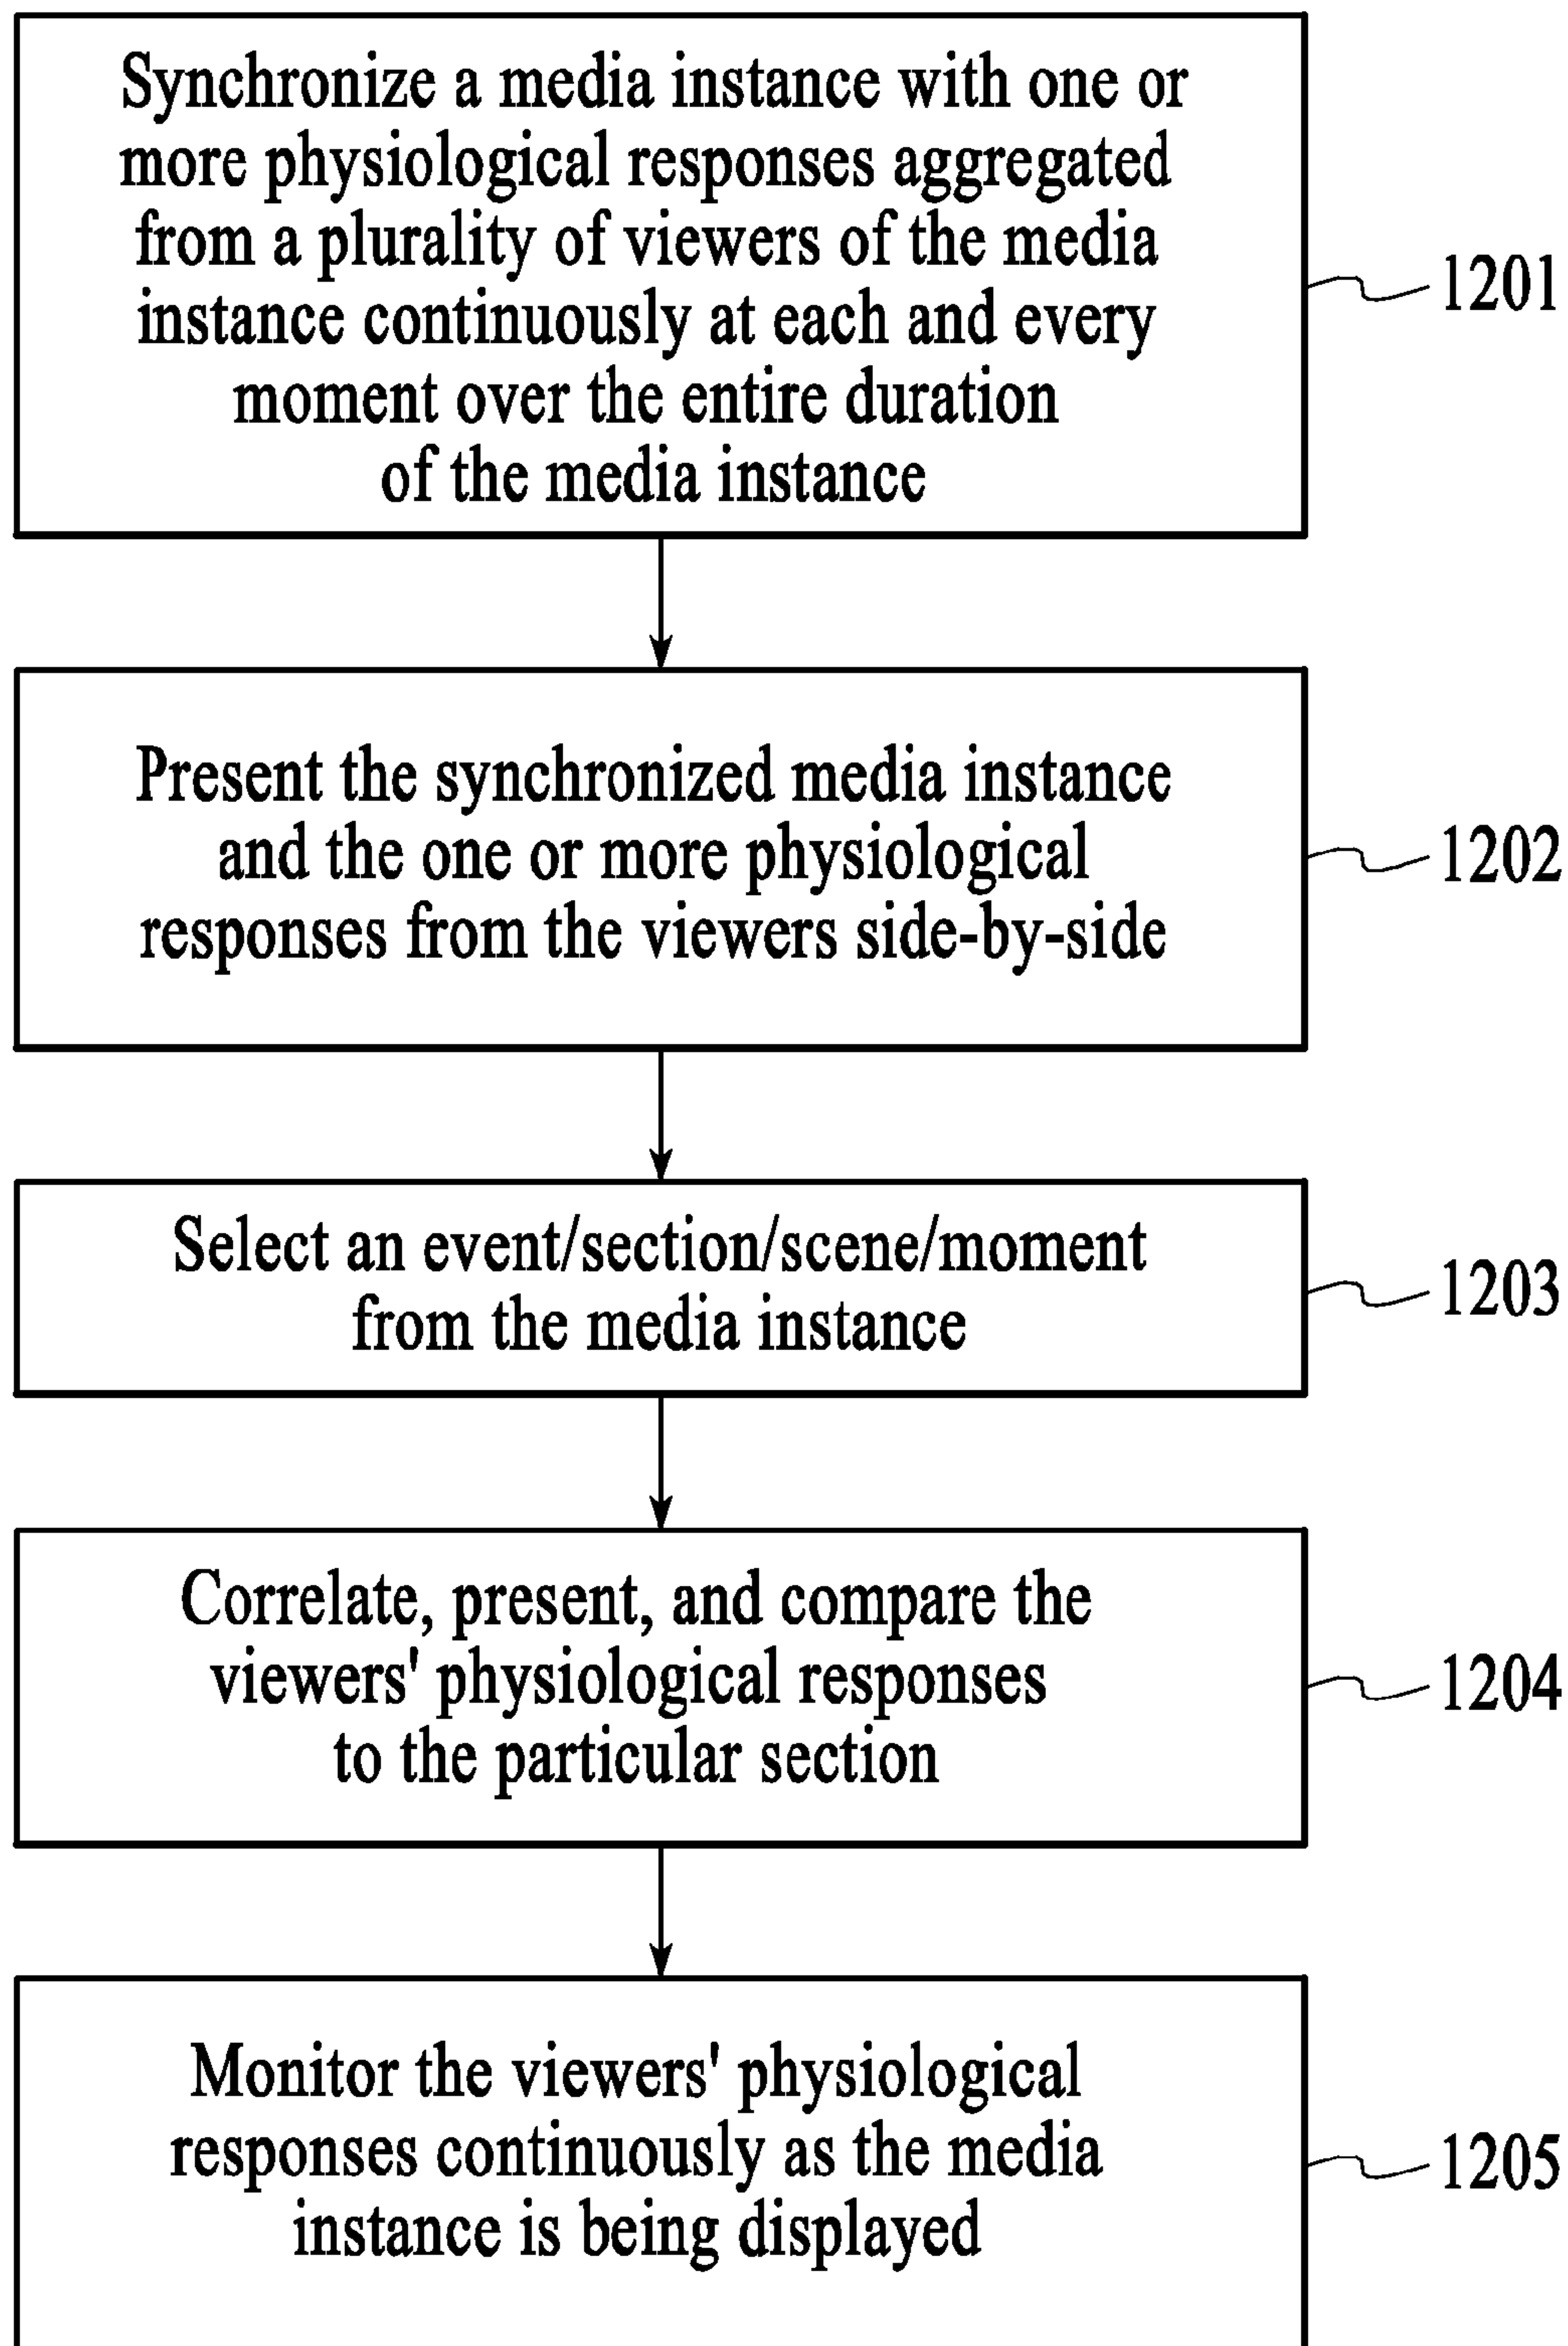 Synchronize a media instance with one or
more physiological responses aggregated
from a plurality of viewers of the media
instance continuously at each and every
moment over the entire duration
of the media instance
1201
Present the synchronized media instance
and the one or more physiological
responses from the viewers side-by-side
1202
Select an event/section/scene/moment
from the media instance
1203
Correlate, present, and compare the
viewers' physiological responses
to the particular section
1204
Monitor the viewers' physiological
responses continuously as the media
instance is being displayed
1205